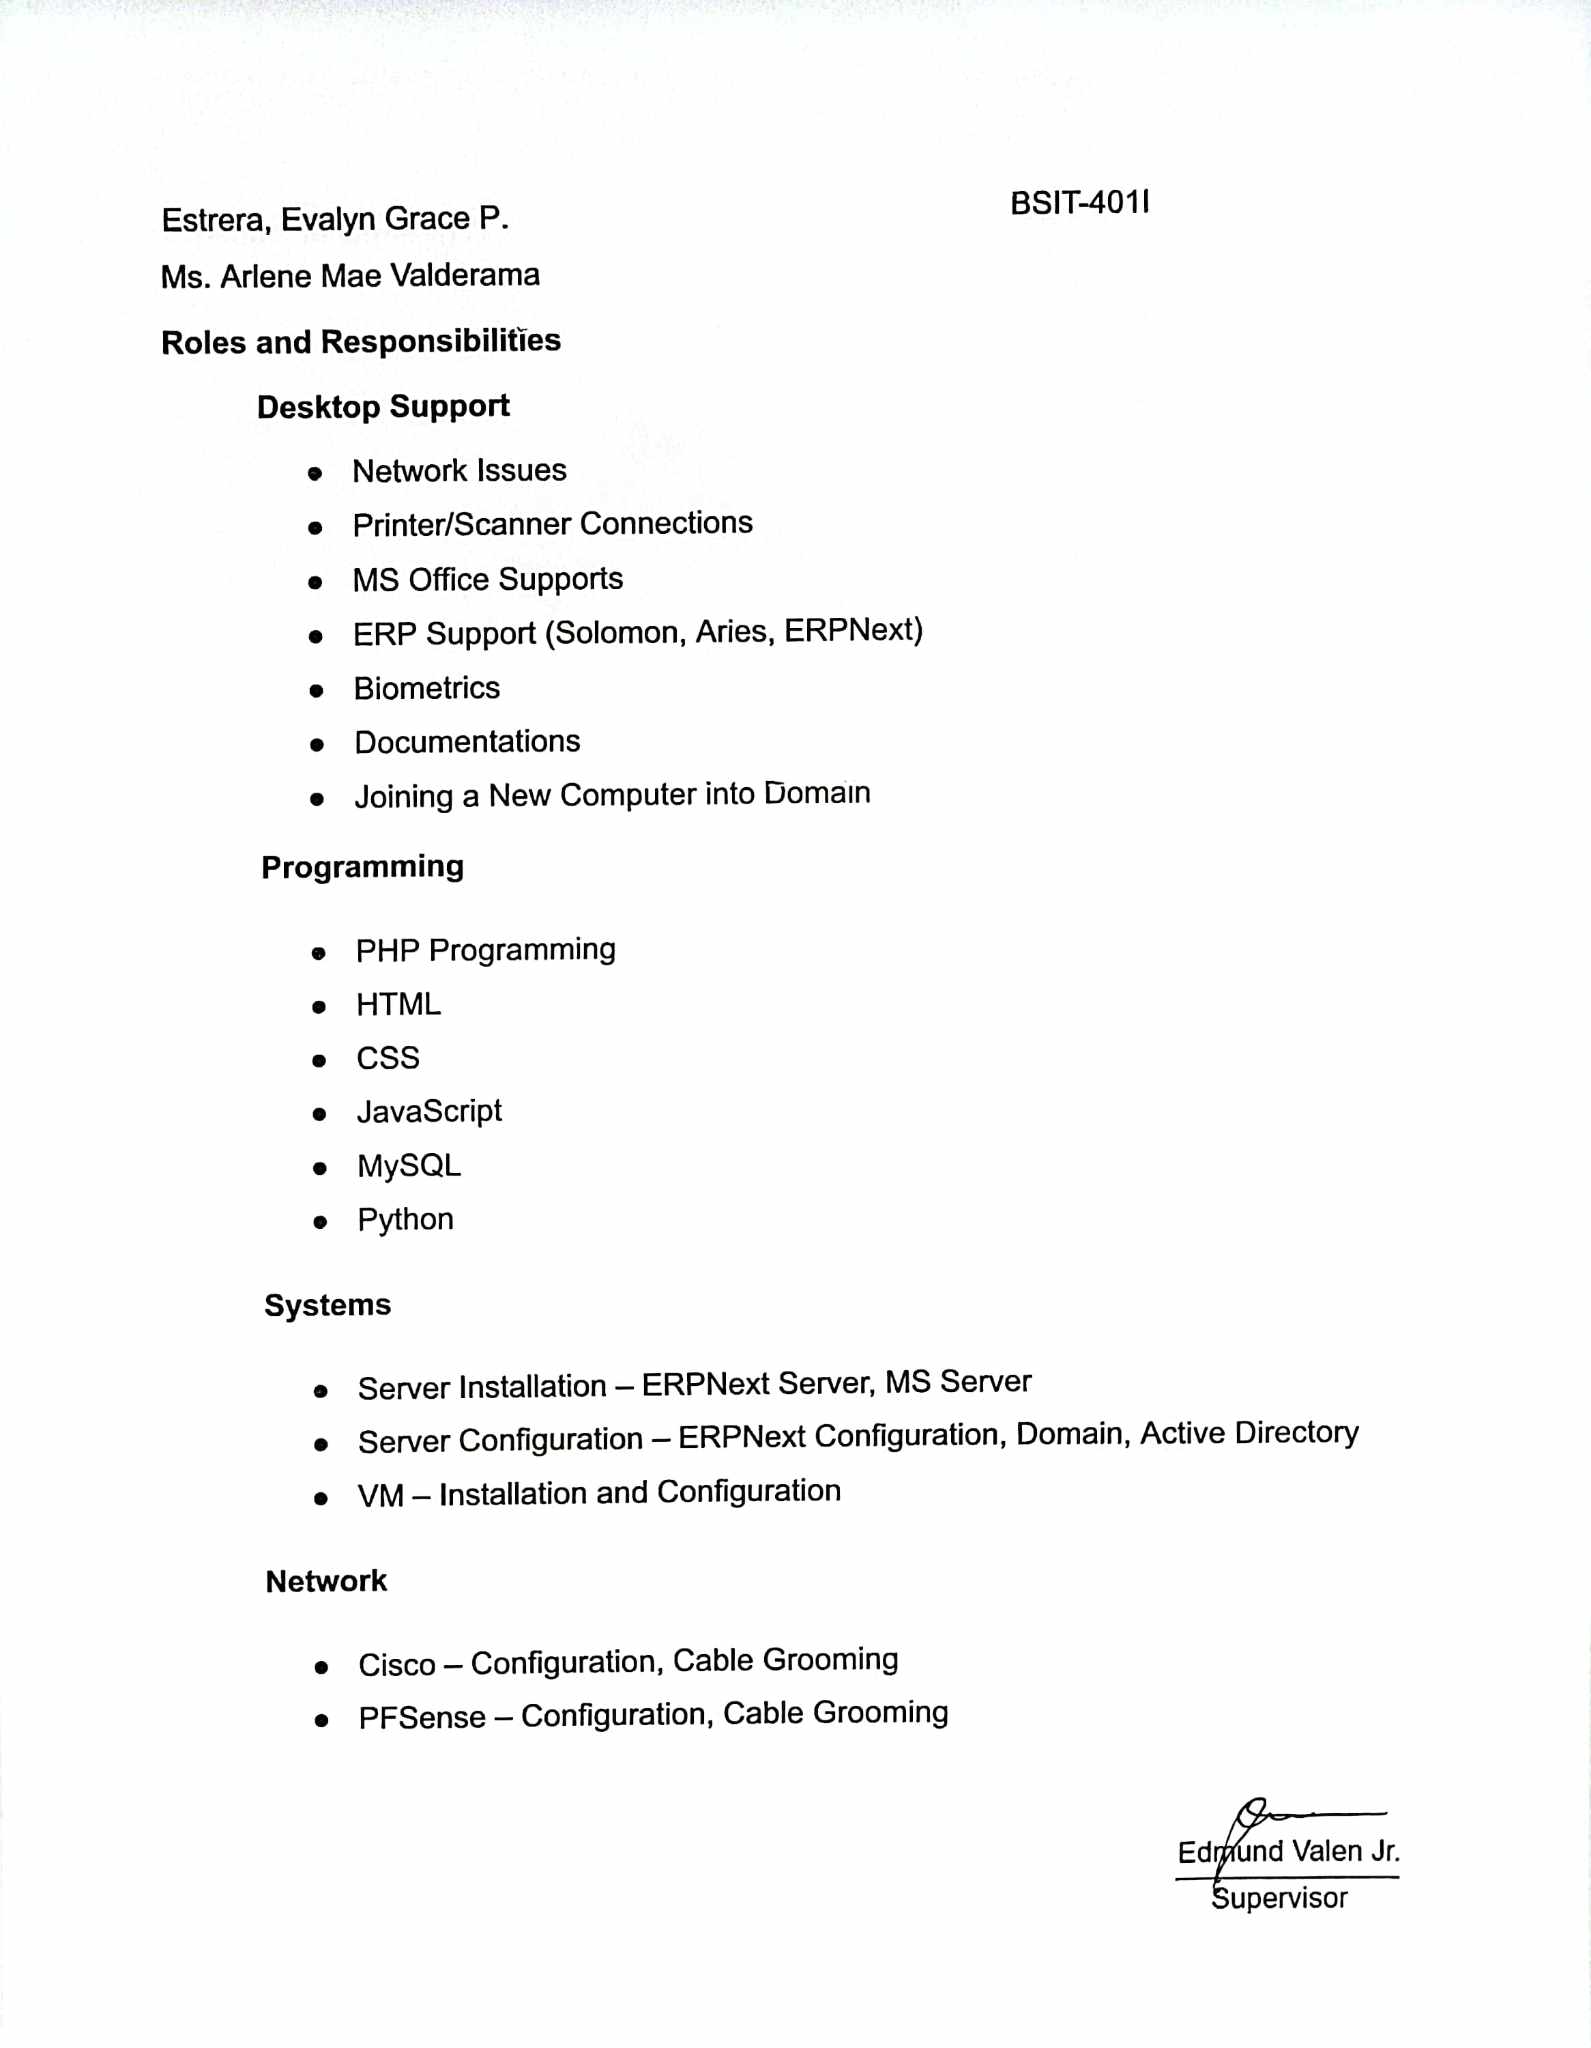 Estrera, Evalyn Grace P. BSIT-401I
Ms. Arlene Mae Valderama
Roles and Responsibilities
Desktop Support
• Network Issues
• Printer/Scanner Connections
• MS Office Supports
• ERP Support (Solomon, Aries, ERPNext)
• Biometrics
• Documentations
• Joining a New Computer into Domain
Programming
• PHP Programming
• HTML
• CSS
• JavaScript
• MySQL
• Python
Systems
• Server Installation – ERPNext Server, MS Server
• Server Configuration – ERPNext Configuration, Domain, Active Directory
• VM – Installation and Configuration
Network
• Cisco – Configuration, Cable Grooming
• PFSense – Configuration, Cable Grooming
Edmund Valen Jr.
Supervisor